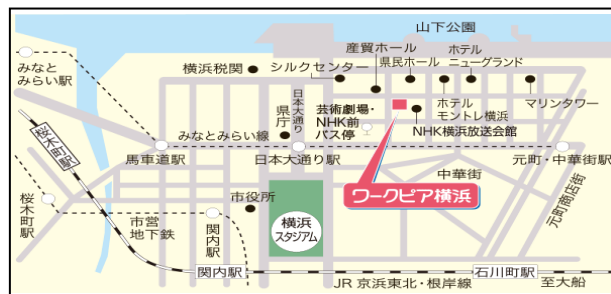 山下公園
みなと
みらい駅
横浜税関
シルクセンター
産貿ホール
県民ホール
ホテル
ニューグランド
日本大通り
県庁
芸術劇場・
NHK前
バス停
ホテル
モントレ横浜
マリンタワー
NHK横浜放送会館
桜木町駅
みなとみらい線
馬車道駅
日本大通り駅
元町・中華街駅
中華街
元町商店街
ワークピア横浜
桜木町駅
市営
地下鉄
市役所
関内駅
横浜
スタジアム
関内駅
石川町駅
JR 京浜東北・根岸線
至大船